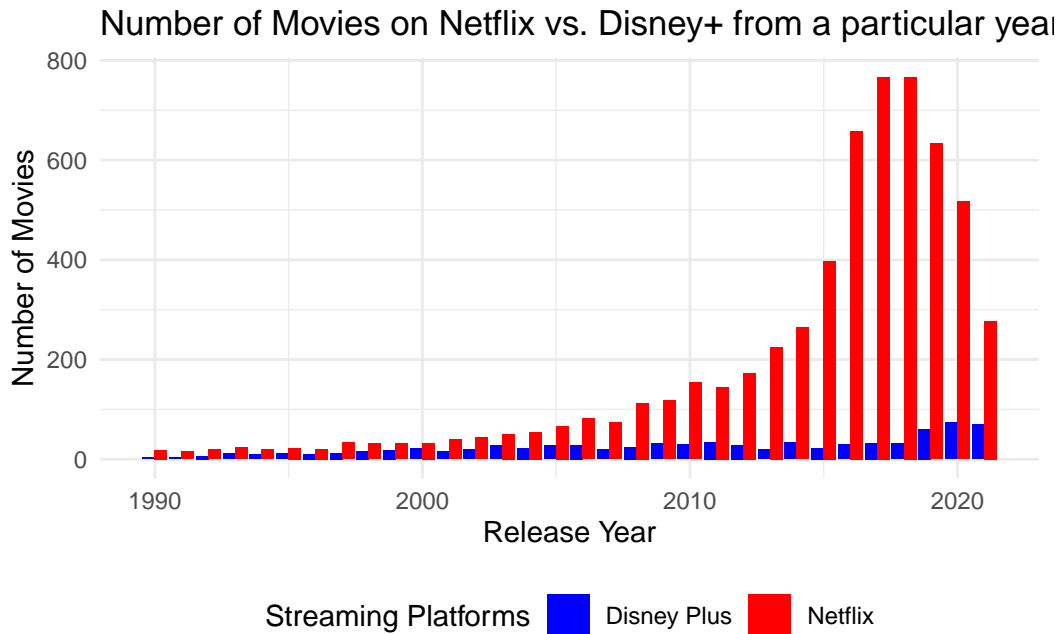 Number of Movies on Netflix vs. Disney+ from a particular year
800
600
400
200
0
Number of Movies
1990 2000 2010 2020
Release Year
Streaming Platforms Disney Plus Netflix